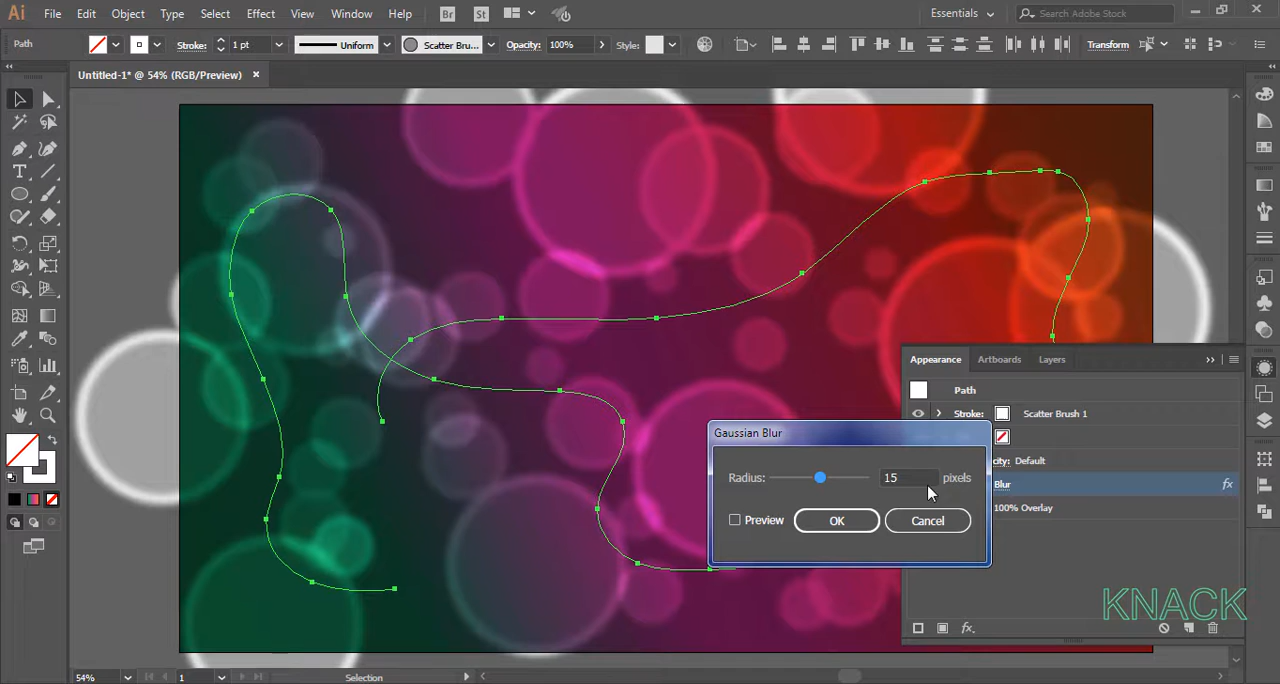 Ai File Edit Object Type Select Effect View Window Help Br St Essentials Search Adobe Stock
Path Stroke: 1 pt Uniform Scatter Bru... Opacity: 100% Style: Transform
Untitled-1* @ 54% (RGB/Preview)
Appearance Artboards Layers
Path
Stroke: Scatter Brush 1
city: Default
Blur fx
100% Overlay
fx.
Gaussian Blur
Radius: 15 pixels
Preview OK Cancel
KNACK
54% 1 Selection